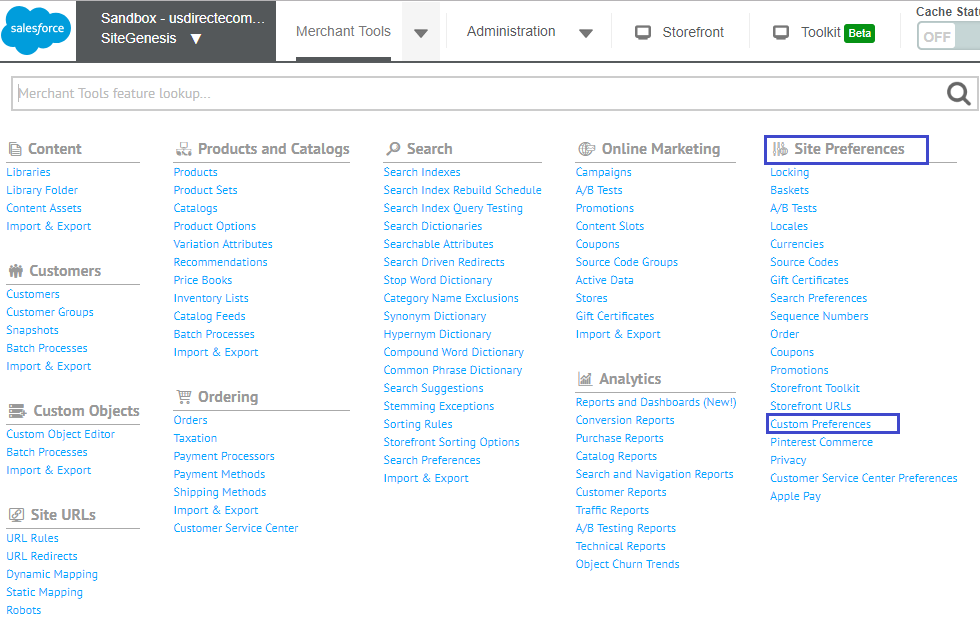 salesforce
Sandbox - usdirectecom...
SiteGenesis
Merchant Tools
Administration
Storefront
Toolkit Beta
Cache Stat
OFF
Merchant Tools feature lookup...
Content
Libraries
Library Folder
Content Assets
Import & Export
Customers
Customers
Customer Groups
Snapshots
Batch Processes
Import & Export
Custom Objects
Custom Object Editor
Batch Processes
Import & Export
Site URLs
URL Rules
URL Redirects
Dynamic Mapping
Static Mapping
Robots
Products and Catalogs
Products
Product Sets
Catalogs
Product Options
Variation Attributes
Recommendations
Price Books
Inventory Lists
Catalog Feeds
Batch Processes
Import & Export
Ordering
Orders
Taxation
Payment Processors
Payment Methods
Shipping Methods
Import & Export
Customer Service Center
Search
Search Indexes
Search Index Rebuild Schedule
Search Index Query Testing
Search Dictionaries
Searchable Attributes
Search Driven Redirects
Stop Word Dictionary
Category Name Exclusions
Synonym Dictionary
Hypernym Dictionary
Compound Word Dictionary
Common Phrase Dictionary
Search Suggestions
Stemming Exceptions
Sorting Rules
Storefront Sorting Options
Search Preferences
Import & Export
Online Marketing
Campaigns
A/B Tests
Promotions
Content Slots
Coupons
Source Code Groups
Active Data
Stores
Gift Certificates
Import & Export
Analytics
Reports and Dashboards (New!)
Conversion Reports
Purchase Reports
Catalog Reports
Search and Navigation Reports
Customer Reports
Traffic Reports
A/B Testing Reports
Technical Reports
Object Churn Trends
Site Preferences
Locking
Baskets
A/B Tests
Locales
Currencies
Source Codes
Gift Certificates
Search Preferences
Sequence Numbers
Order
Coupons
Promotions
Storefront Toolkit
Storefront URLs
Custom Preferences
Pinterest Commerce
Privacy
Customer Service Center Preferences
Apple Pay